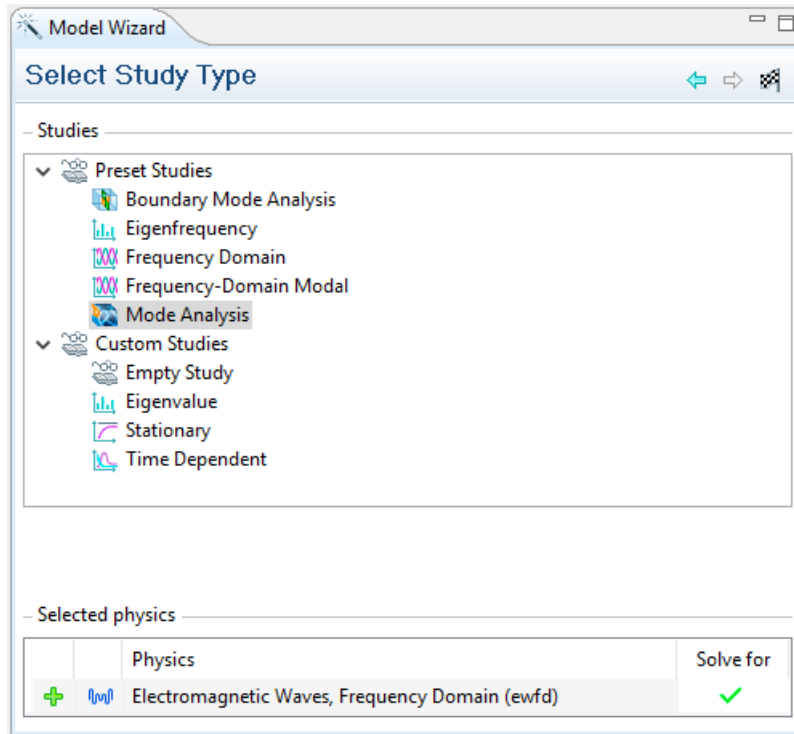 Model Wizard
Select Study Type
Studies
Preset Studies
Boundary Mode Analysis
Eigenfrequency
Frequency Domain
Frequency-Domain Modal
Mode Analysis
Custom Studies
Empty Study
Eigenvalue
Stationary
Time Dependent
Selected physics
Physics Solve for
Electromagnetic Waves, Frequency Domain (ewfd)